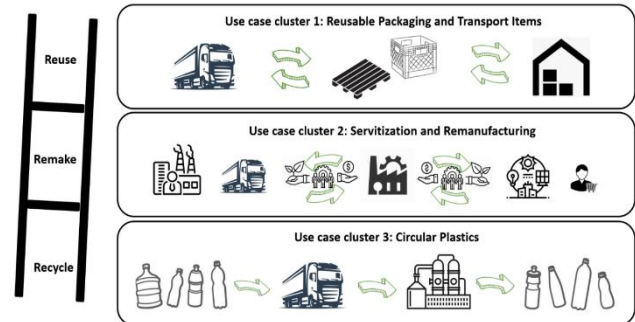 Use case cluster 1: Reusable Packaging and Transport Items
Reuse
Use case cluster 2: Servitization and Remanufacturing
Remake
Use case cluster 3: Circular Plastics
Recycle